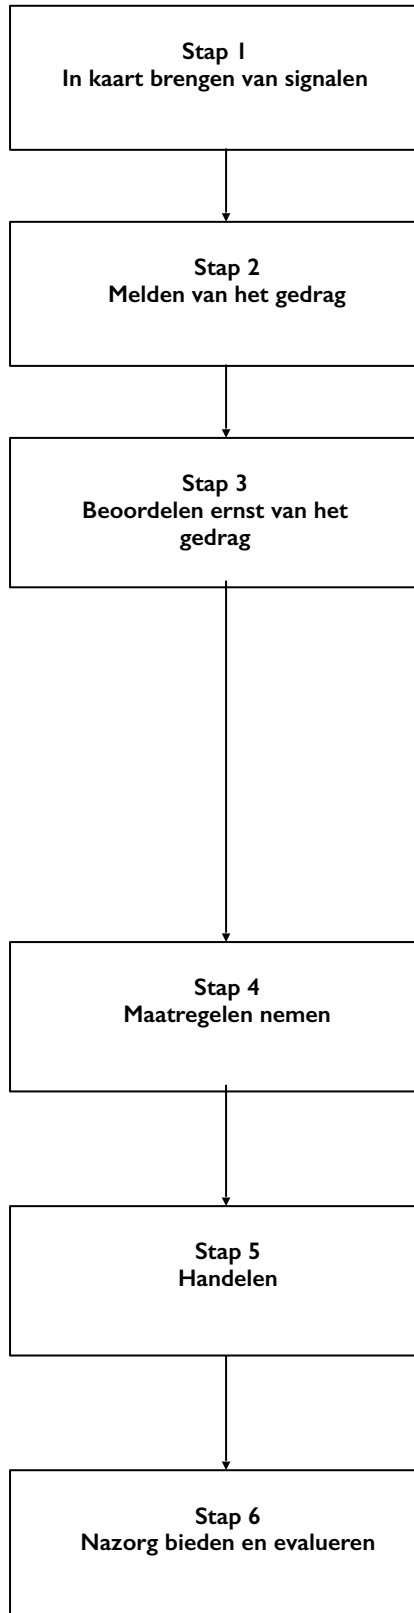 Stap 1
In kaart brengen van signalen
Stap 2
Melden van het gedrag
Stap 3
Beoordelen ernst van het
gedrag
Stap 4
Maatregelen nemen
Stap 5
Handelen
Stap 6
Nazorg bieden en evalueren